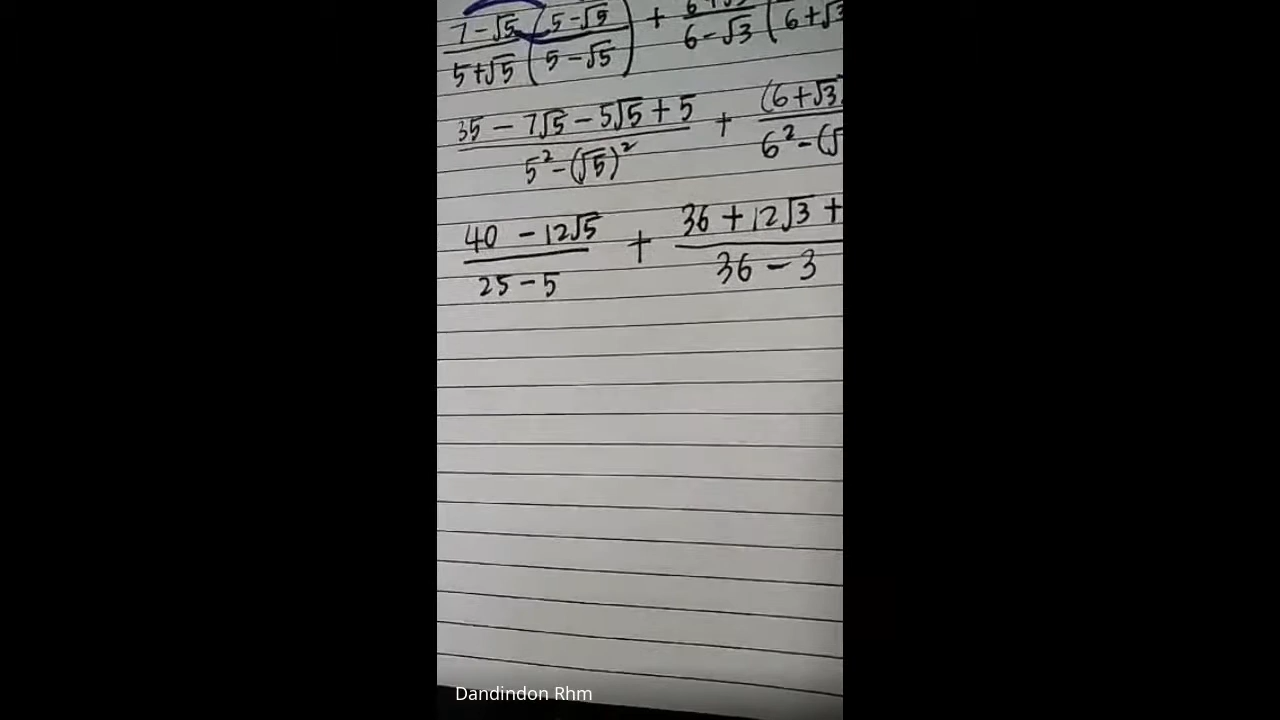 7 - √5 / 5 + √5 (5 - √5 / 5 - √5) + 6 + √3 / 6 - √3 ( / 6 + √3
35 - 7√5 - 5√5 + 5 / 5² - (√5)² + (6 + √3) / 6² - (√
40 - 12√5 / 25 - 5 + 36 + 12√3 + / 36 - 3
Dandindon Rhm